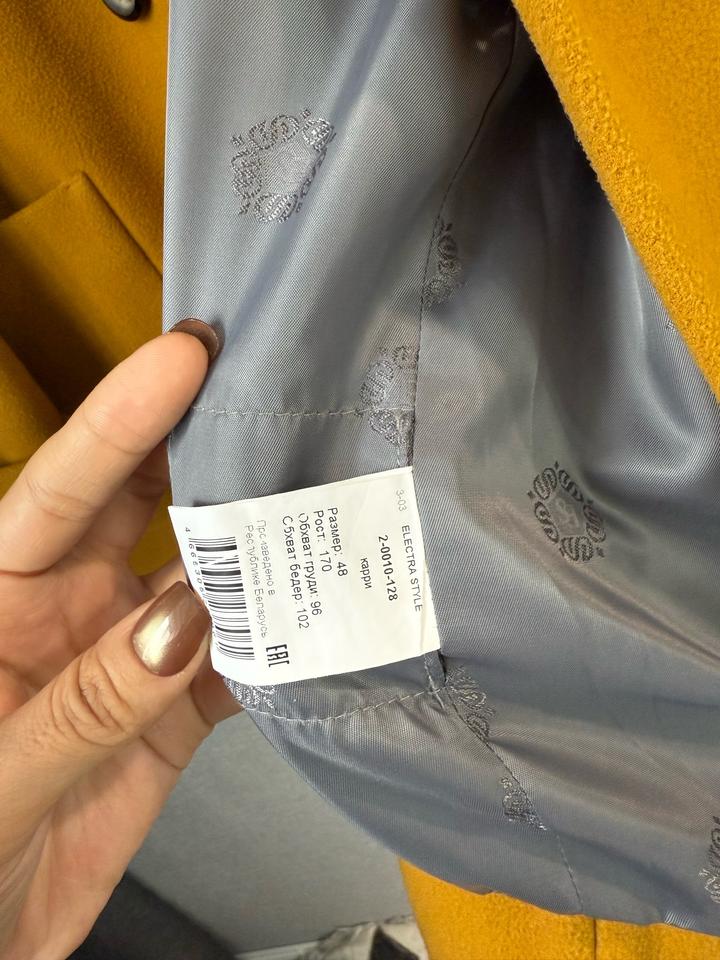 3-03 ELECTRA STYLE
2-0010-128
карри
Размер: 48
Рост: 170
Обхват груди: 96
Обхват бедер: 102
Произведено в
Республике Беларусь
EAC